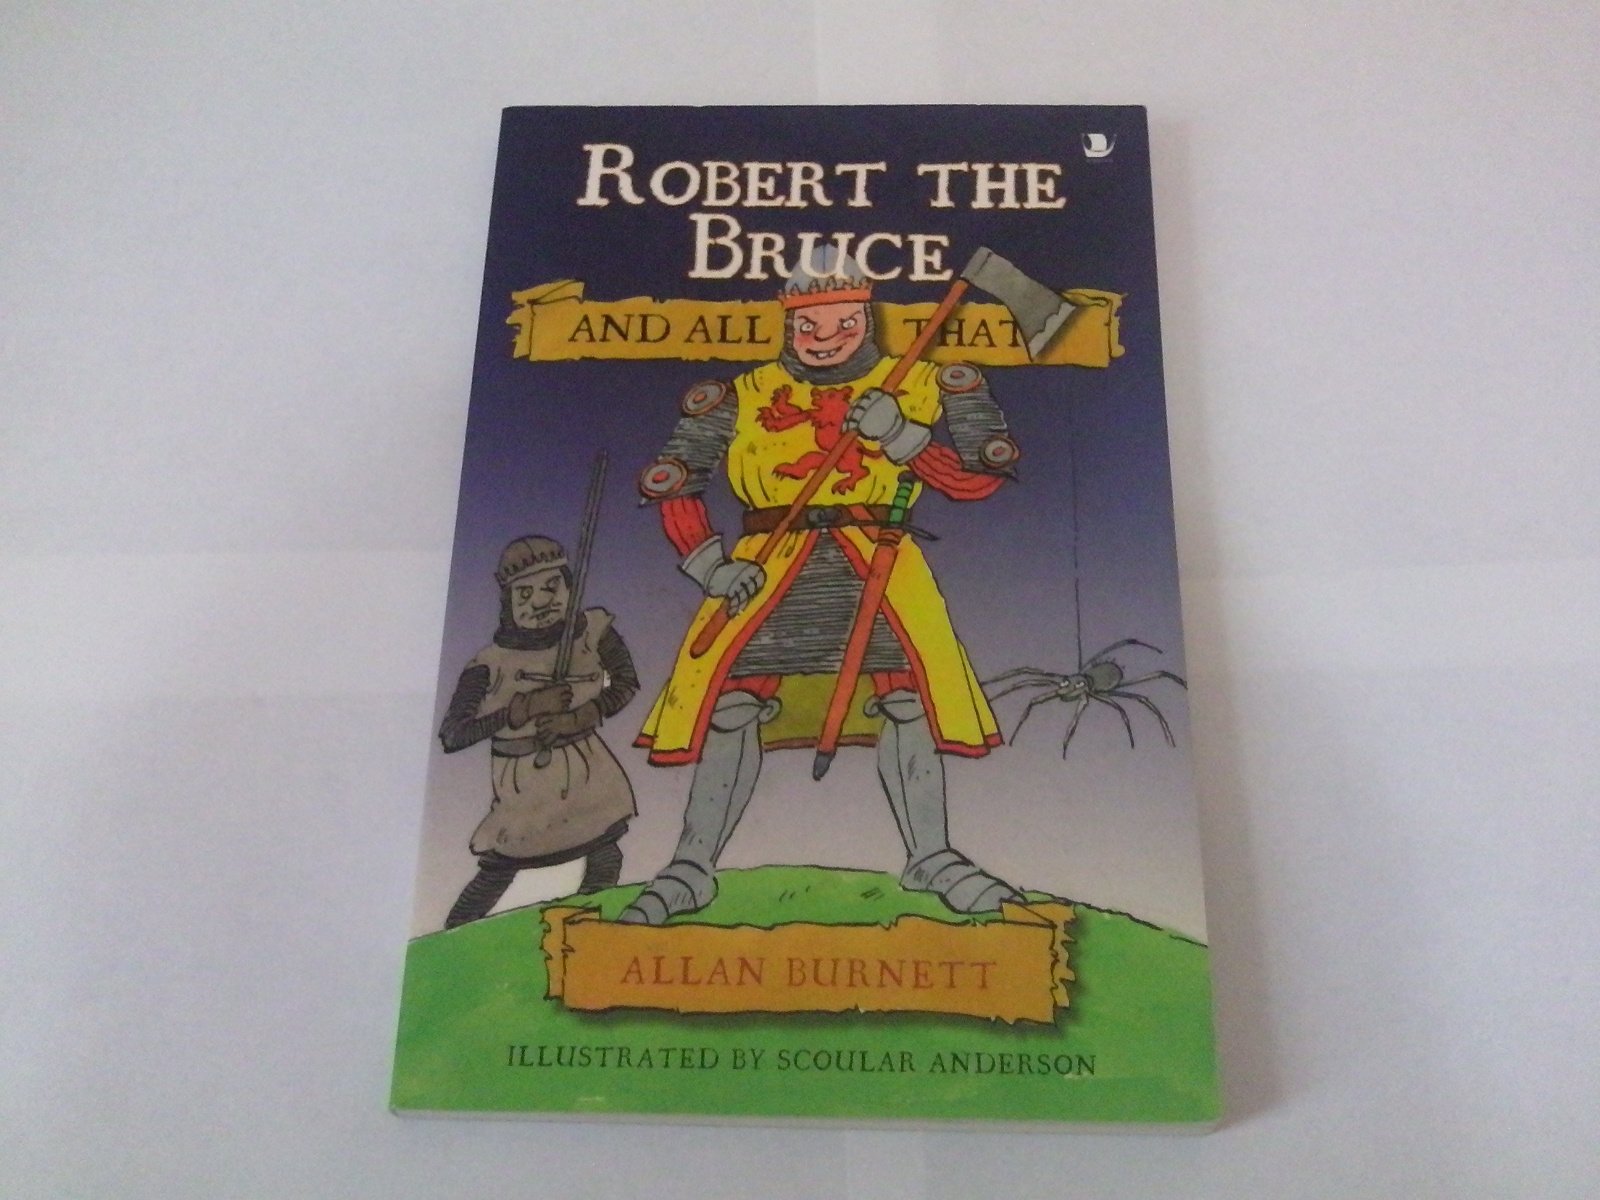 ROBERT THE
BRUCE
AND ALL THAT
ALLAN BURNETT
ILLUSTRATED BY SCOULAR ANDERSON